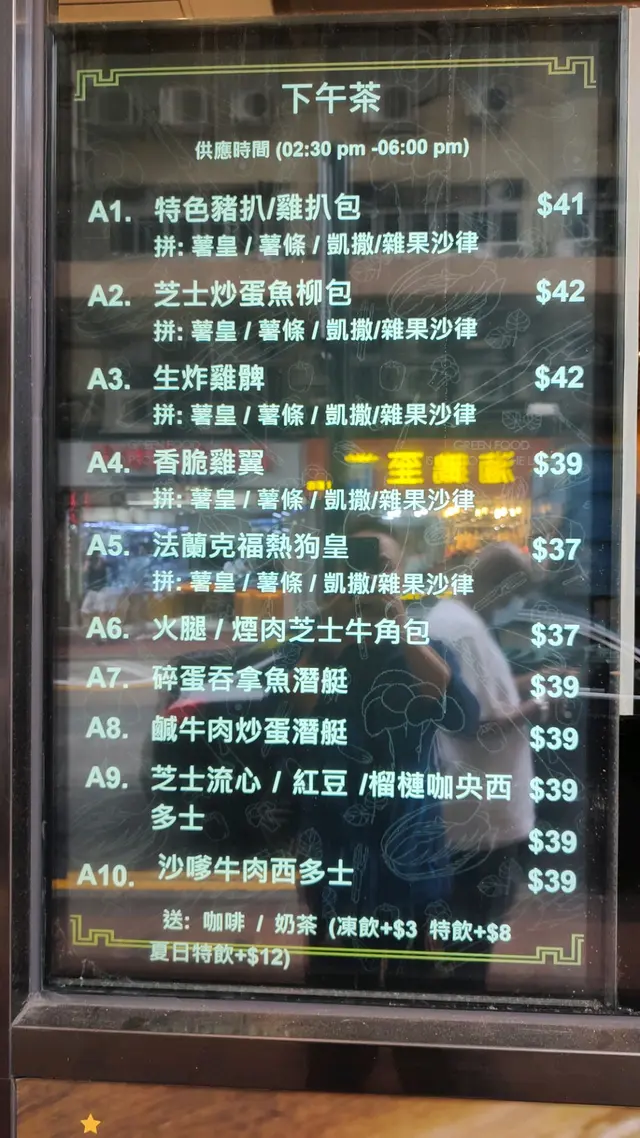 下午茶
供應時間 (02:30 pm -06:00 pm)
A1. 特色豬扒/雞扒包 $41
拼: 薯皇 / 薯條 / 凱撒/雜果沙律
A2. 芝士炒蛋魚柳包 $42
拼: 薯皇 / 薯條 / 凱撒/雜果沙律
A3. 生炸雞髀 $42
拼: 薯皇 / 薯條 / 凱撒/雜果沙律
GREEN FOOD
A4. 香脆雞翼 $39
拼: 薯皇 / 薯條 / 凱撒/雜果沙律
A5. 法蘭克福熱狗皇 $37
拼: 薯皇 / 薯條 / 凱撒/雜果沙律
A6. 火腿 / 煙肉芝士牛角包 $37
A7. 碎蛋吞拿魚潛艇 $39
A8. 鹹牛肉炒蛋潛艇 $39
A9. 芝士流心 / 紅豆 /榴槤咖央西 $39
多士 $39
A10. 沙嗲牛肉西多士 $39
送: 咖啡 / 奶茶 (凍飲+$3 特飲+$8
夏日特飲+$12)